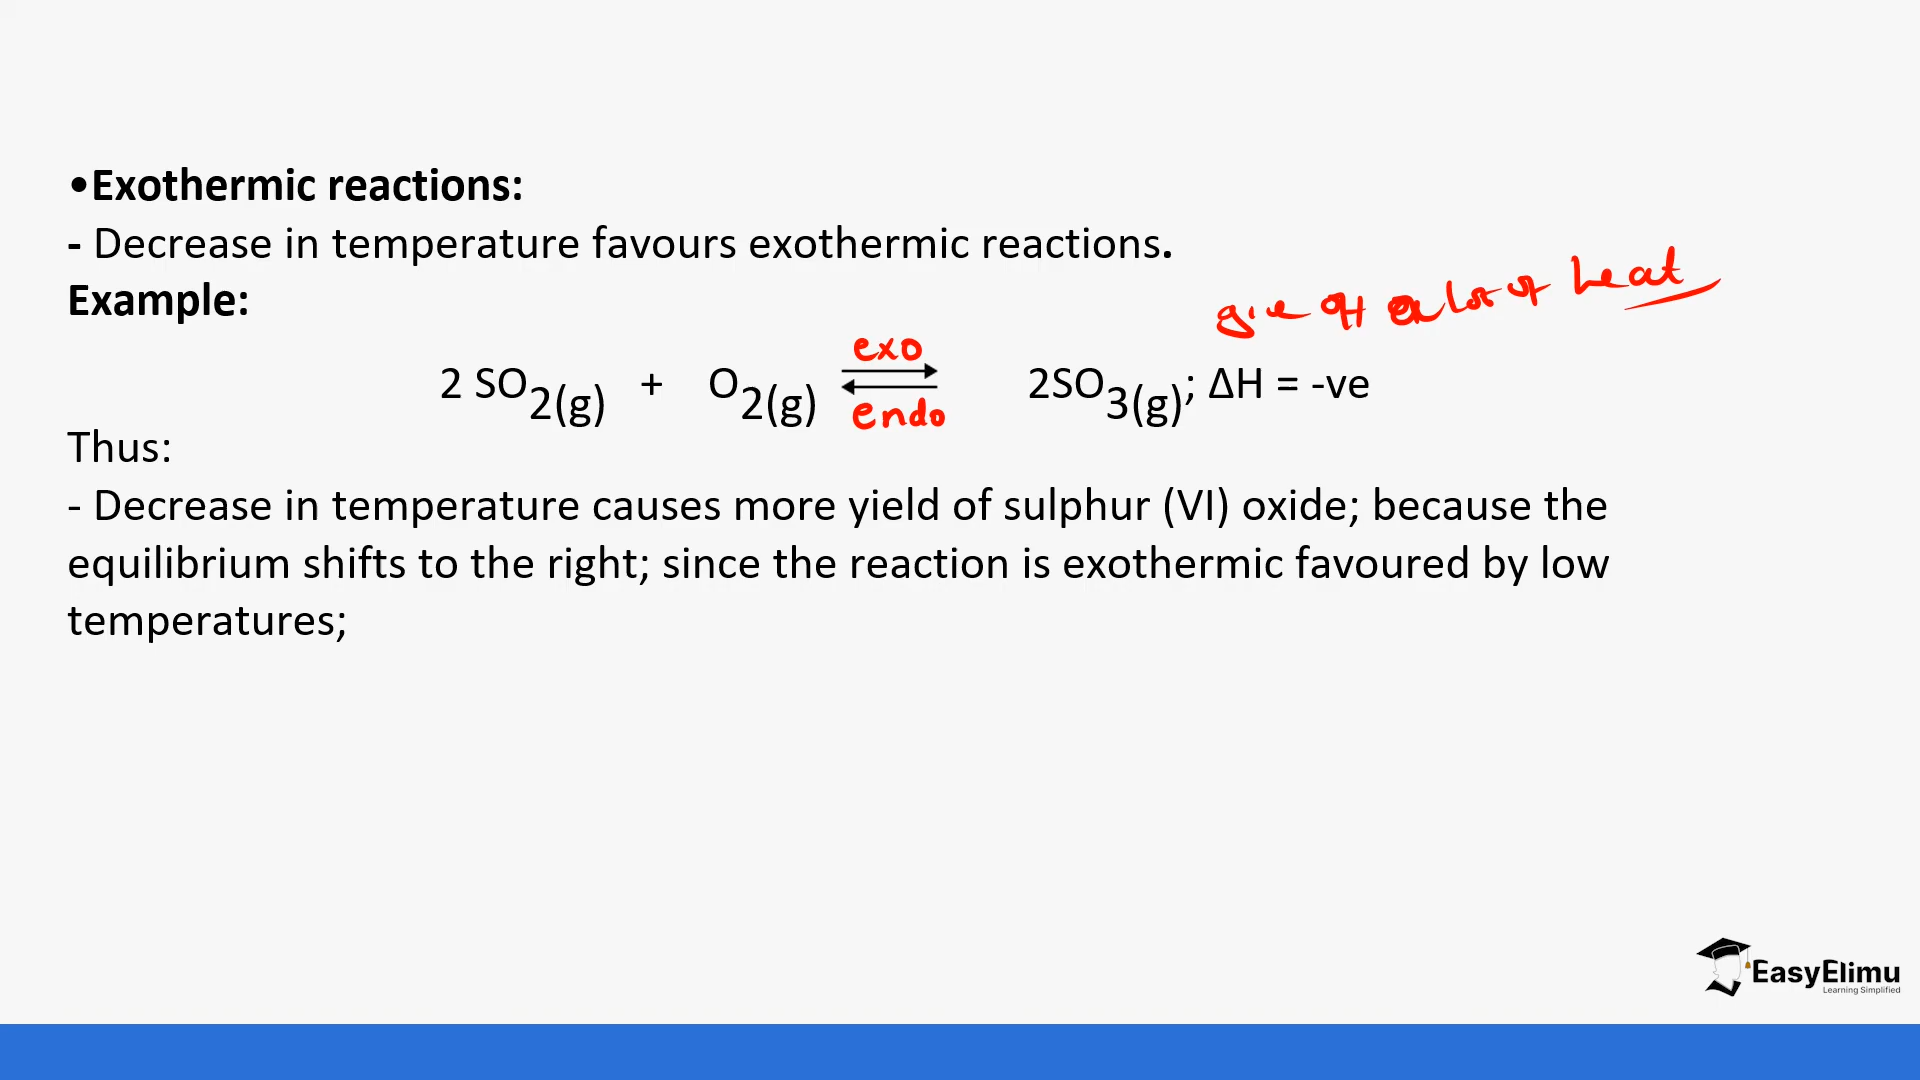 •Exothermic reactions:
- Decrease in temperature favours exothermic reactions.
Example:
give off a lot of heat
exo
2 SO2(g) + O2(g) ⇌ 2SO3(g); ΔH = -ve
endo
Thus:
- Decrease in temperature causes more yield of sulphur (VI) oxide; because the
equilibrium shifts to the right; since the reaction is exothermic favoured by low
temperatures;
EasyElimu
Learning Simplified